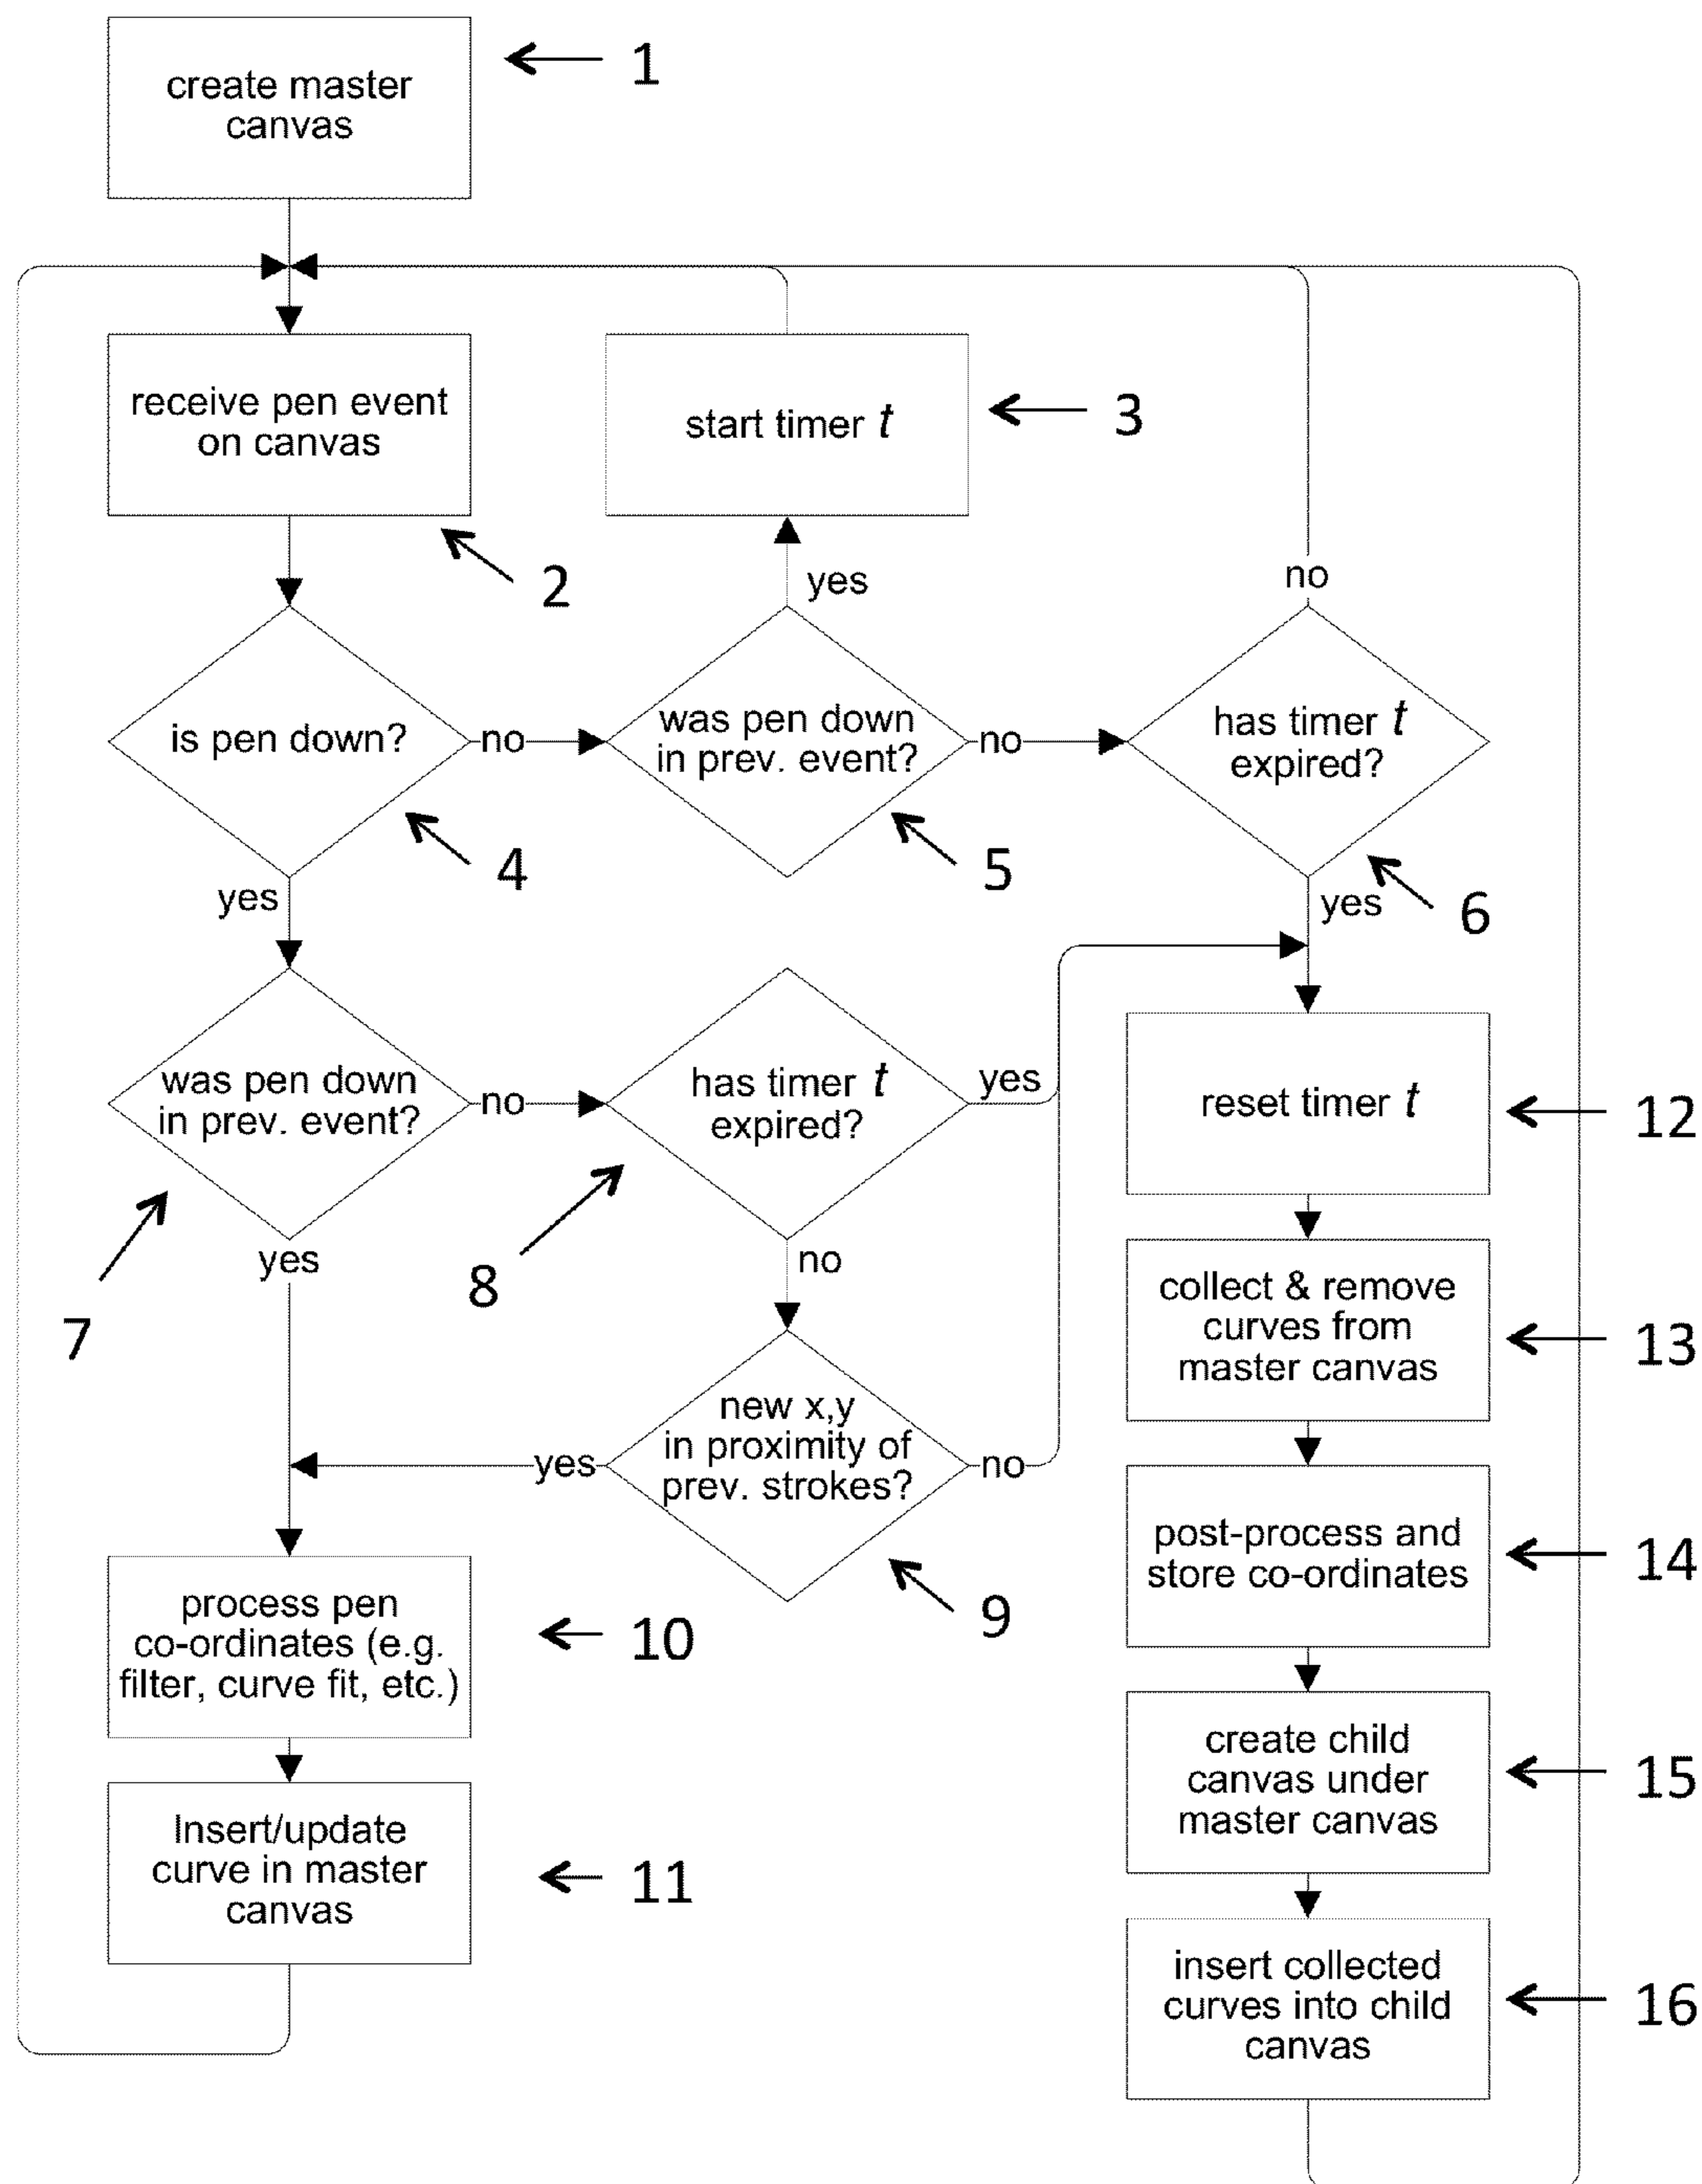 create master
canvas
1
receive pen event
on canvas
2
start timer t
3
is pen down?
4
no
yes
was pen down
in prev. event?
5
yes
no
has timer t
expired?
6
no
yes
was pen down
in prev. event?
7
no
yes
has timer t
expired?
8
yes
no
new x,y
in proximity of
prev. strokes?
9
yes
no
process pen
co-ordinates (e.g.
filter, curve fit, etc.)
10
Insert/update
curve in master
canvas
11
reset timer t
12
collect & remove
curves from
master canvas
13
post-process and
store co-ordinates
14
create child
canvas under
master canvas
15
insert collected
curves into child
canvas
16